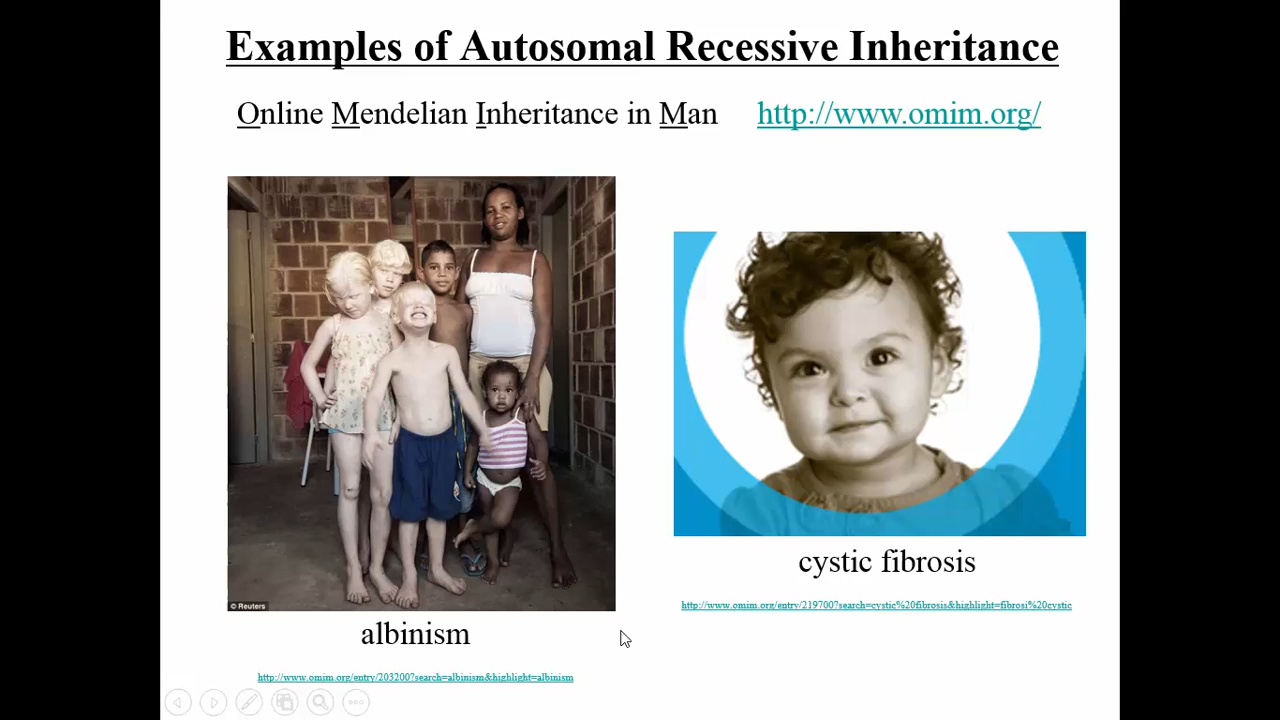 Examples of Autosomal Recessive Inheritance
Online Mendelian Inheritance in Man http://www.omim.org/
© Reuters
cystic fibrosis
http://www.omim.org/entry/219700?search=cystic%20fibrosis&highlight=fibrosi%20cystic
albinism
http://www.omim.org/entry/203200?search=albinism&highlight=albinism